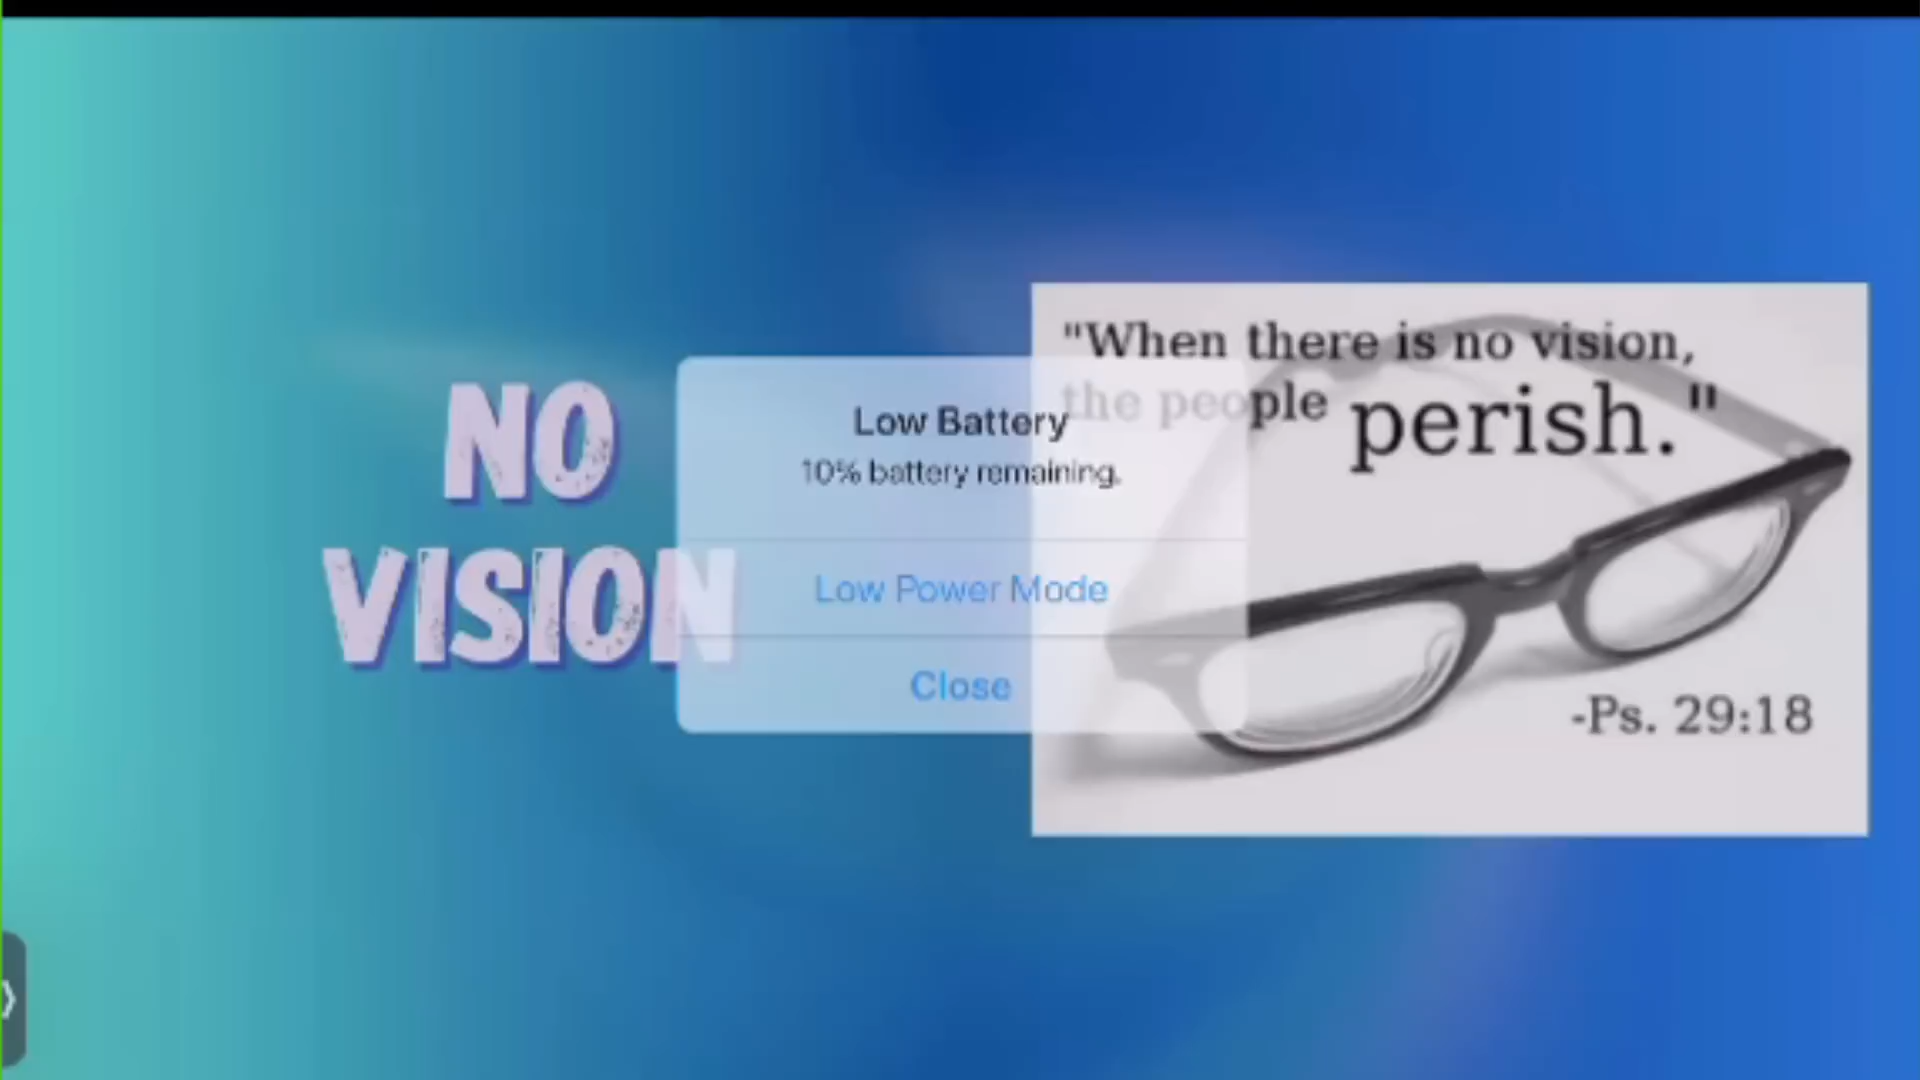 NO
VISION
Low Battery
10% battery remaining.
Low Power Mode
Close
"When there is no vision,
the people perish."
-Ps. 29:18